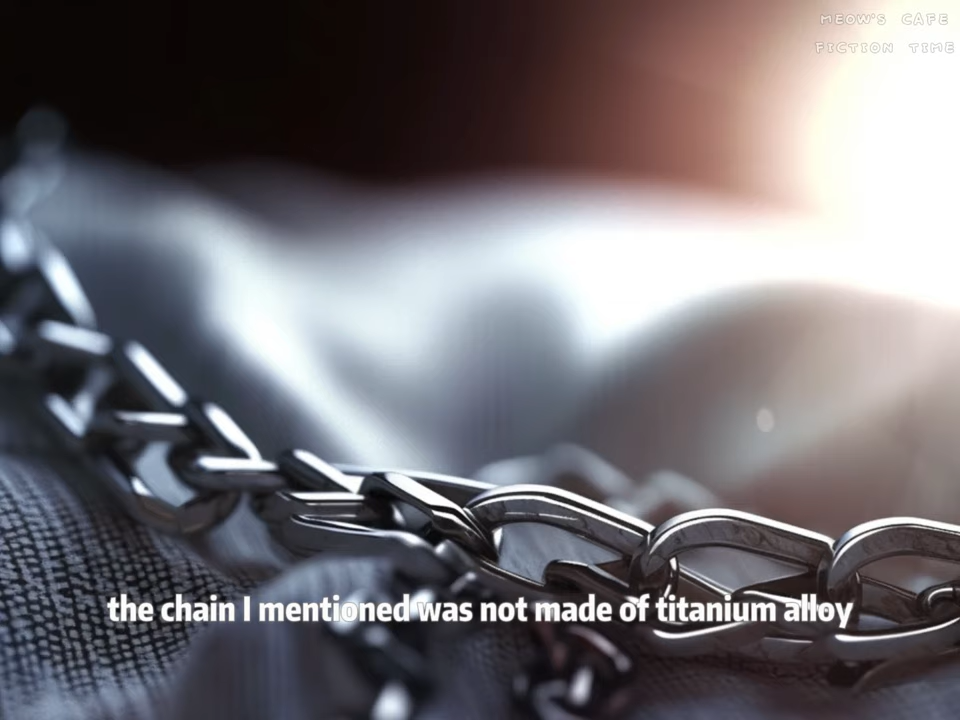 MEOW'S CAFE
FICTION TIME
the chain I mentioned was not made of titanium alloy